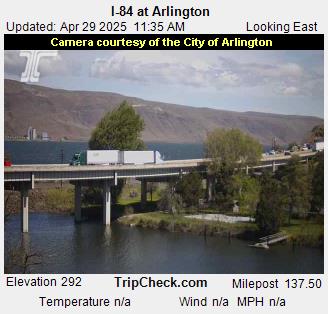 I-84 at Arlington
Updated: Apr 29 2025 11:35 AM Looking East
Camera courtesy of the City of Arlington
Elevation 292 TripCheck.com Milepost 137.50
Temperature n/a Wind n/a MPH n/a